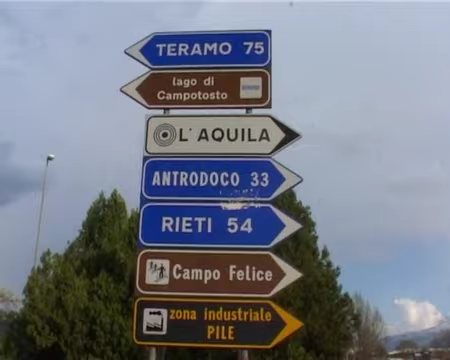 TERAMO 75
lago di
Campotosto
L'AQUILA
ANTRODOCO 33
RIETI 54
Campo Felice
zona industriale
PILE